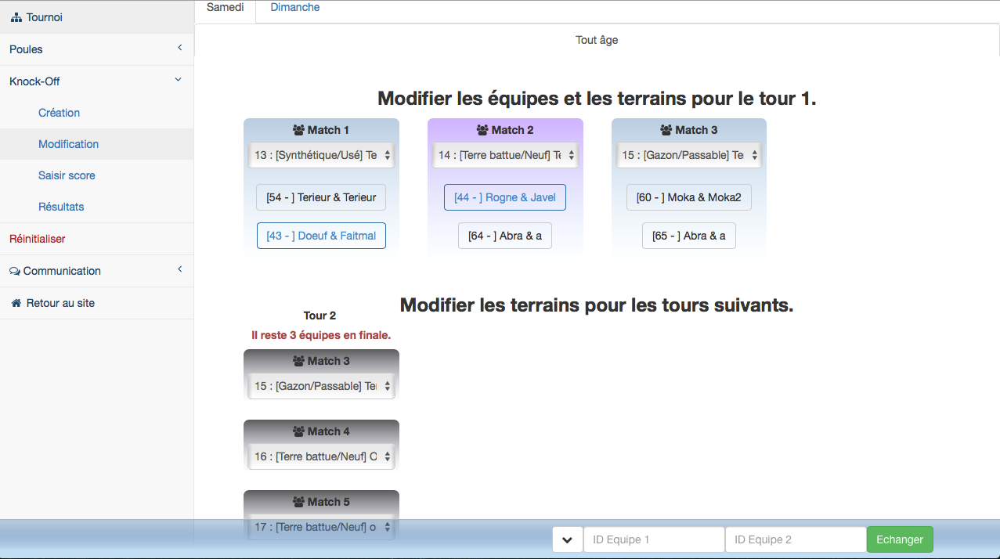 Samedi
Dimanche
Tournoi
Poules
Knock-Off
Création
Modification
Saisir score
Résultats
Réinitialiser
Communication
Retour au site
Tout âge
Modifier les équipes et les terrains pour le tour 1.
Match 1
13 : [Synthétique/Usé] Te
[54 - ] Terieur & Terieur
[43 - ] Doeuf & Faitmal
Match 2
14 : [Terre battue/Neuf] Te
[44 - ] Rogne & Javel
[64 - ] Abra & a
Match 3
15 : [Gazon/Passable] Te
[60 - ] Moka & Moka2
[65 - ] Abra & a
Modifier les terrains pour les tours suivants.
Tour 2
Il reste 3 équipes en finale.
Match 3
15 : [Gazon/Passable] Te
Match 4
16 : [Terre battue/Neuf] O
Match 5
17 : [Terre battue/Neuf] o
ID Equipe 1
ID Equipe 2
Echanger